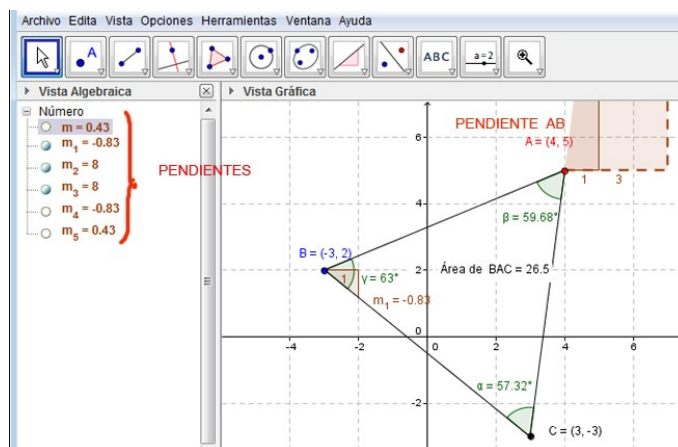 Archivo Edita Vista Opciones Herramientas Ventana Ayuda
A
ABC
a=2
Vista Algebraica
Vista Gráfica
Número
m = 0.43
m₁ = -0.83
m₂ = 8
m₃ = 8
m₄ = -0.83
m₅ = 0.43
PENDIENTES
PENDIENTE AB
A = (4, 5)
1
3
β = 59.68°
B = (-3, 2)
1
γ = 63°
m₁ = -0.83
Área de BAC = 26.5
α = 57.32°
C = (3, -3)
6
4
2
0
-2
-4
-2
0
2
4
6